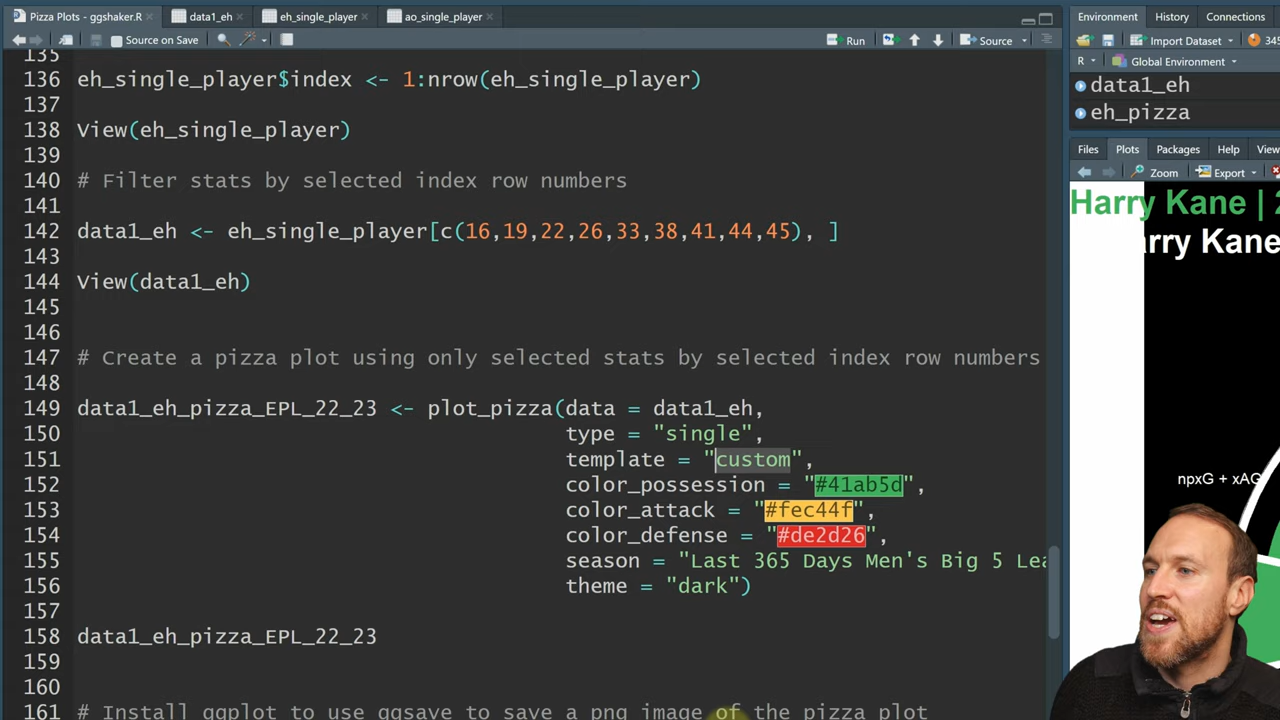 Pizza Plots - ggshaker.R
data1_eh
eh_single_player
ao_single_player
Source on Save
Run
Source
135
136 eh_single_player$index <- 1:nrow(eh_single_player)
137
138 View(eh_single_player)
139
140 # Filter stats by selected index row numbers
141
142 data1_eh <- eh_single_player[c(16,19,22,26,33,38,41,44,45), ]
143
144 View(data1_eh)
145
146
147 # Create a pizza plot using only selected stats by selected index row numbers
148
149 data1_eh_pizza_EPL_22_23 <- plot_pizza(data = data1_eh,
150 type = "single",
151 template = "custom",
152 color_possession = "#41ab5d",
153 color_attack = "#fec44f",
154 color_defense = "#de2d26",
155 season = "Last 365 Days Men's Big 5 Lea
156 theme = "dark")
157
158 data1_eh_pizza_EPL_22_23
159
160
161 # Install ggplot to use ggsave to save a png image of the pizza plot
Environment History Connections
Import Dataset 345
R Global Environment
data1_eh
eh_pizza
Files Plots Packages Help View
Zoom Export
Harry Kane | 2
arry Kane
npxG + xAG